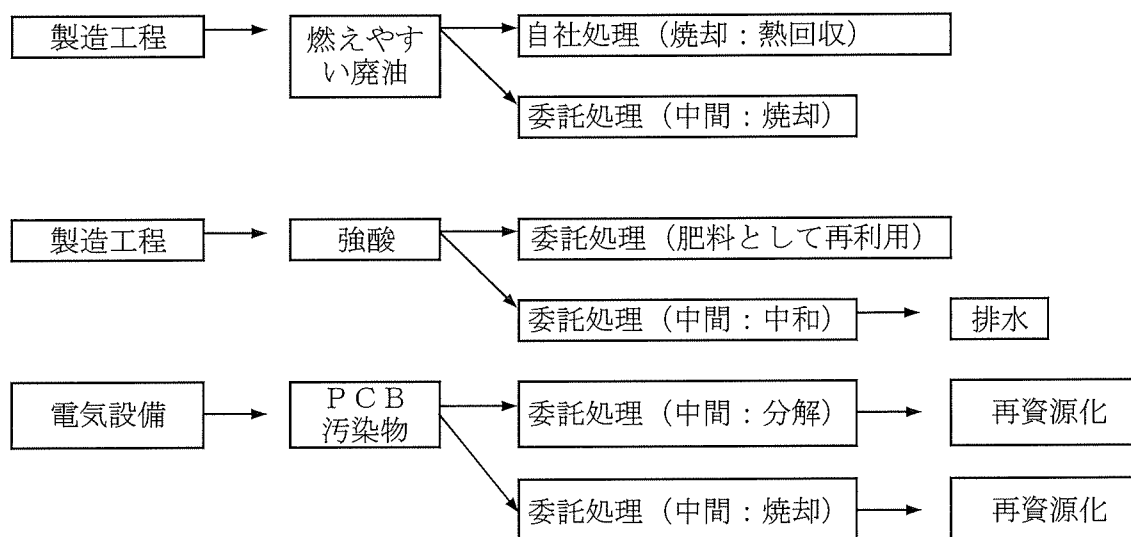 製造工程
燃えやす
い廃油
自社処理（焼却：熱回収）
委託処理（中間：焼却）
製造工程
強酸
委託処理（肥料として再利用）
委託処理（中間：中和）
排水
電気設備
ＰＣＢ
汚染物
委託処理（中間：分解）
再資源化
委託処理（中間：焼却）
再資源化